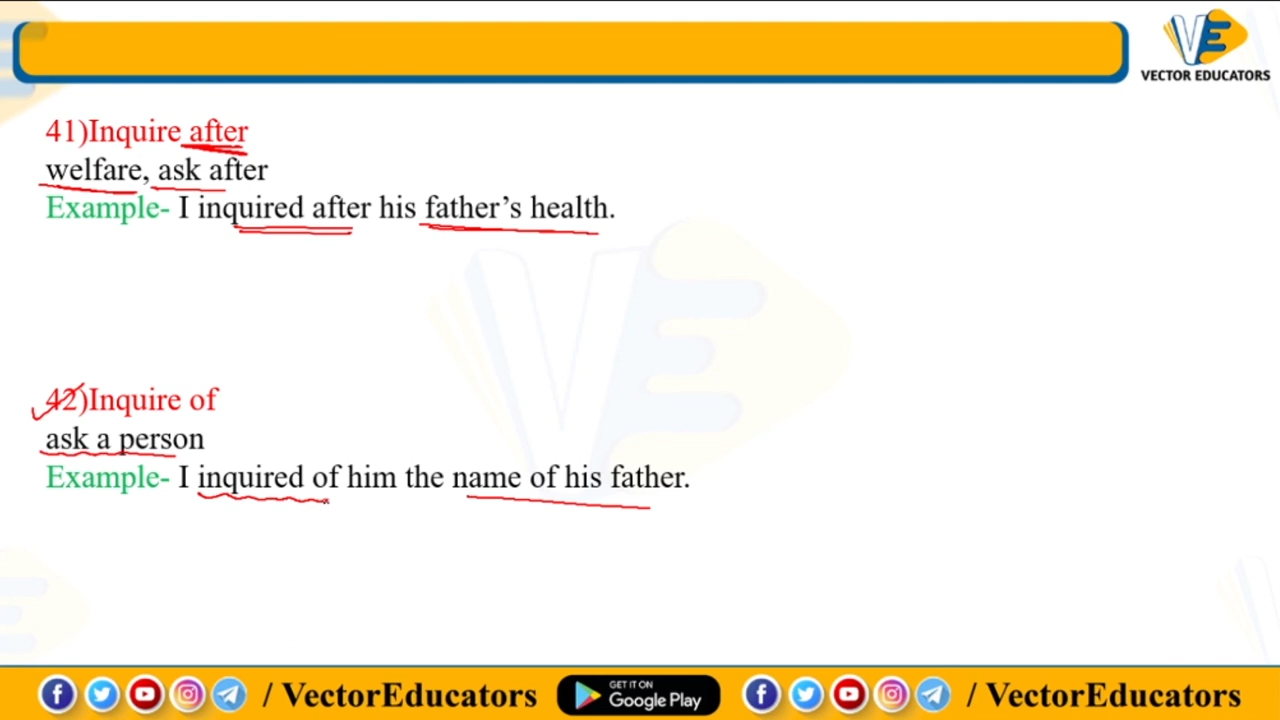 VE
VECTOR EDUCATORS
41)Inquire after
welfare, ask after
Example- I inquired after his father’s health.
42)Inquire of
ask a person
Example- I inquired of him the name of his father.
/ VectorEducators
GET IT ON
Google Play
/ VectorEducators